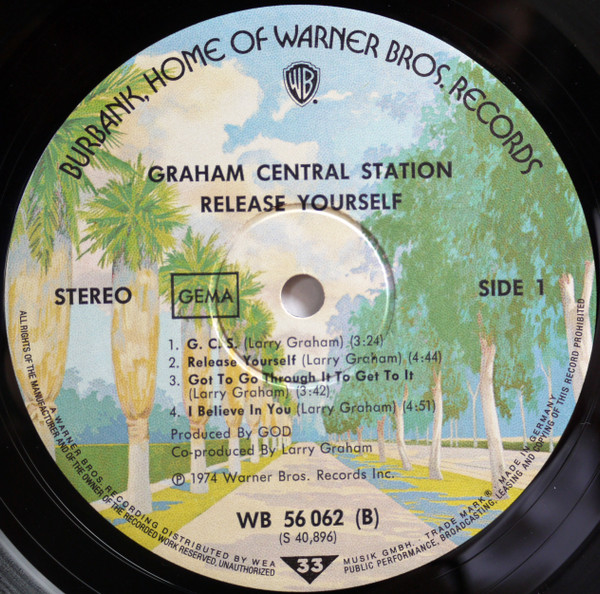 BURBANK, HOME OF WARNER BROS. RECORDS
WB
GRAHAM CENTRAL STATION
RELEASE YOURSELF
STEREO
GEMA
SIDE 1
1. G. C. S. (Larry Graham) (3:24)
2. Release Yourself (Larry Graham) (4:44)
3. Got To Go Through It To Get To It
(Larry Graham) (3:42)
4. I Believe In You (Larry Graham) (4:51)
Produced By GOD
Co-produced By Larry Graham
℗ 1974 Warner Bros. Records Inc.
WB 56 062 (B)
(S 40,896)
33
A WARNER BROS. RECORDING DISTRIBUTED BY WEA MUSIK GMBH. · TRADE MARK® · MADE IN GERMANY
ALL RIGHTS OF THE MANUFACTURER AND OF THE OWNER OF THE RECORDED WORK RESERVED, UNAUTHORIZED PUBLIC PERFORMANCE, BROADCASTING, LEASING AND COPYING OF THIS RECORD PROHIBITED